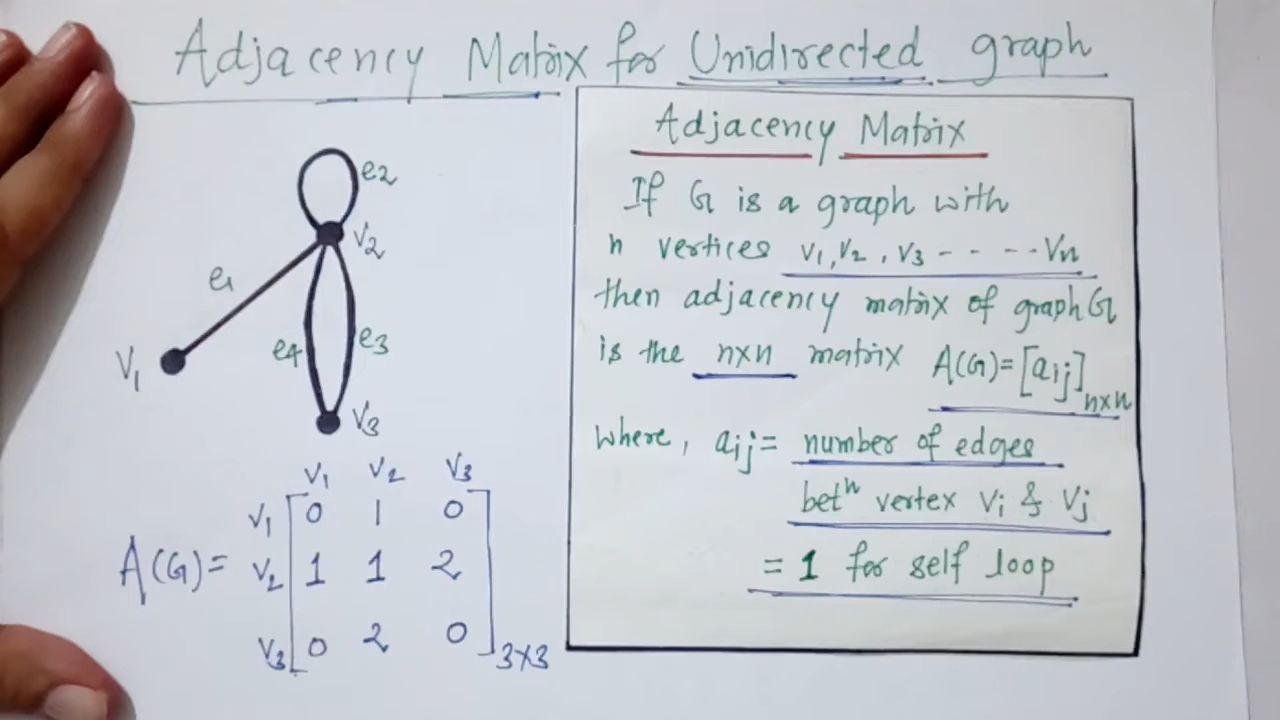 Adjacency Matrix for Unidirected graph
e2
V2
e1
e4
e3
V1
V3
V1 V2 V3
V1 0 1 0
A(G)= V2 1 1 2
V3 0 2 0
3x3
Adjacency Matrix
If G is a graph with
n vertices v1, v2, v3 - - - - - Vn
then adjacency matrix of graph G
is the nxn matrix A(G)=[aij]nxn
where, aij= number of edges
betn vertex Vi & Vj
= 1 for self loop